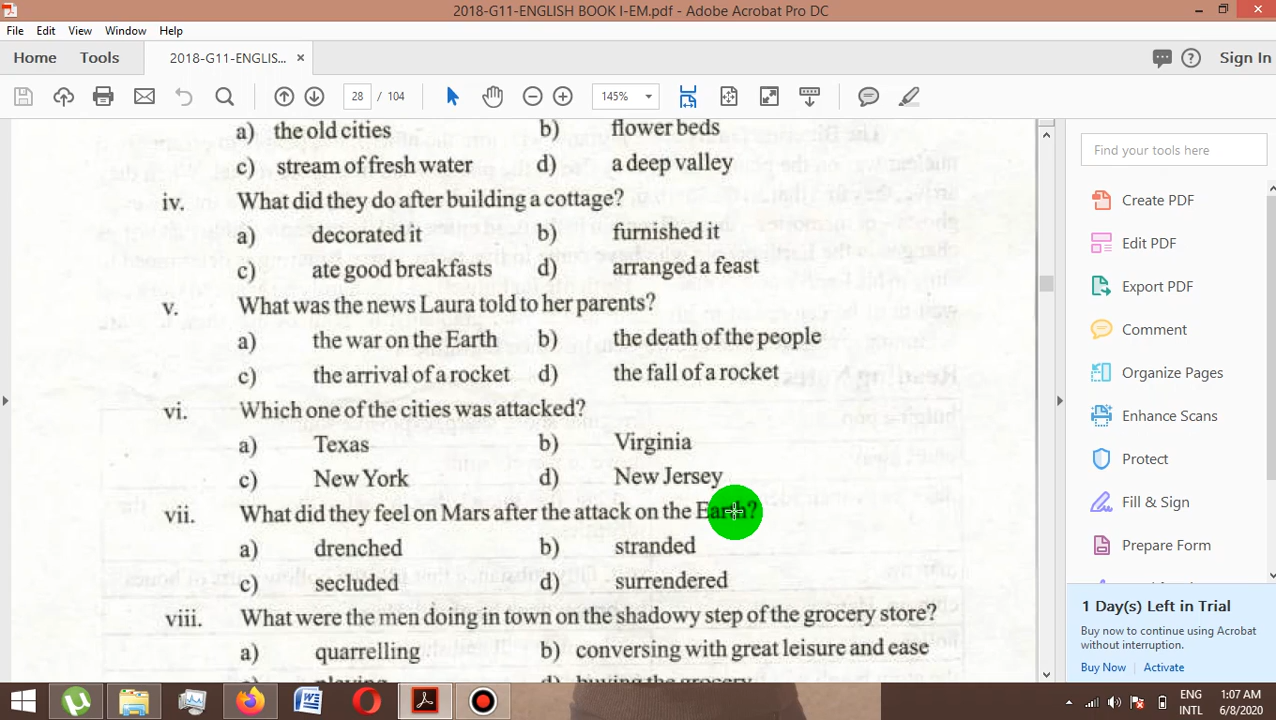 2018-G11-ENGLISH BOOK I-EM.pdf - Adobe Acrobat Pro DC
File Edit View Window Help
Home Tools 2018-G11-ENGLIS... × Sign In
28 / 104 145%
a) the old cities b) flower beds
c) stream of fresh water d) a deep valley
iv. What did they do after building a cottage?
a) decorated it b) furnished it
c) ate good breakfasts d) arranged a feast
v. What was the news Laura told to her parents?
a) the war on the Earth b) the death of the people
c) the arrival of a rocket d) the fall of a rocket
vi. Which one of the cities was attacked?
a) Texas b) Virginia
c) New York d) New Jersey
vii. What did they feel on Mars after the attack on the Earth?
a) drenched b) stranded
c) secluded d) surrendered
viii. What were the men doing in town on the shadowy step of the grocery store?
a) quarrelling b) conversing with great leisure and ease
Find your tools here
Create PDF
Edit PDF
Export PDF
Comment
Organize Pages
Enhance Scans
Protect
Fill & Sign
Prepare Form
1 Day(s) Left in Trial
Buy now to continue using Acrobat
without interruption.
Buy Now Activate
ENG 1:07 AM
INTL 6/8/2020